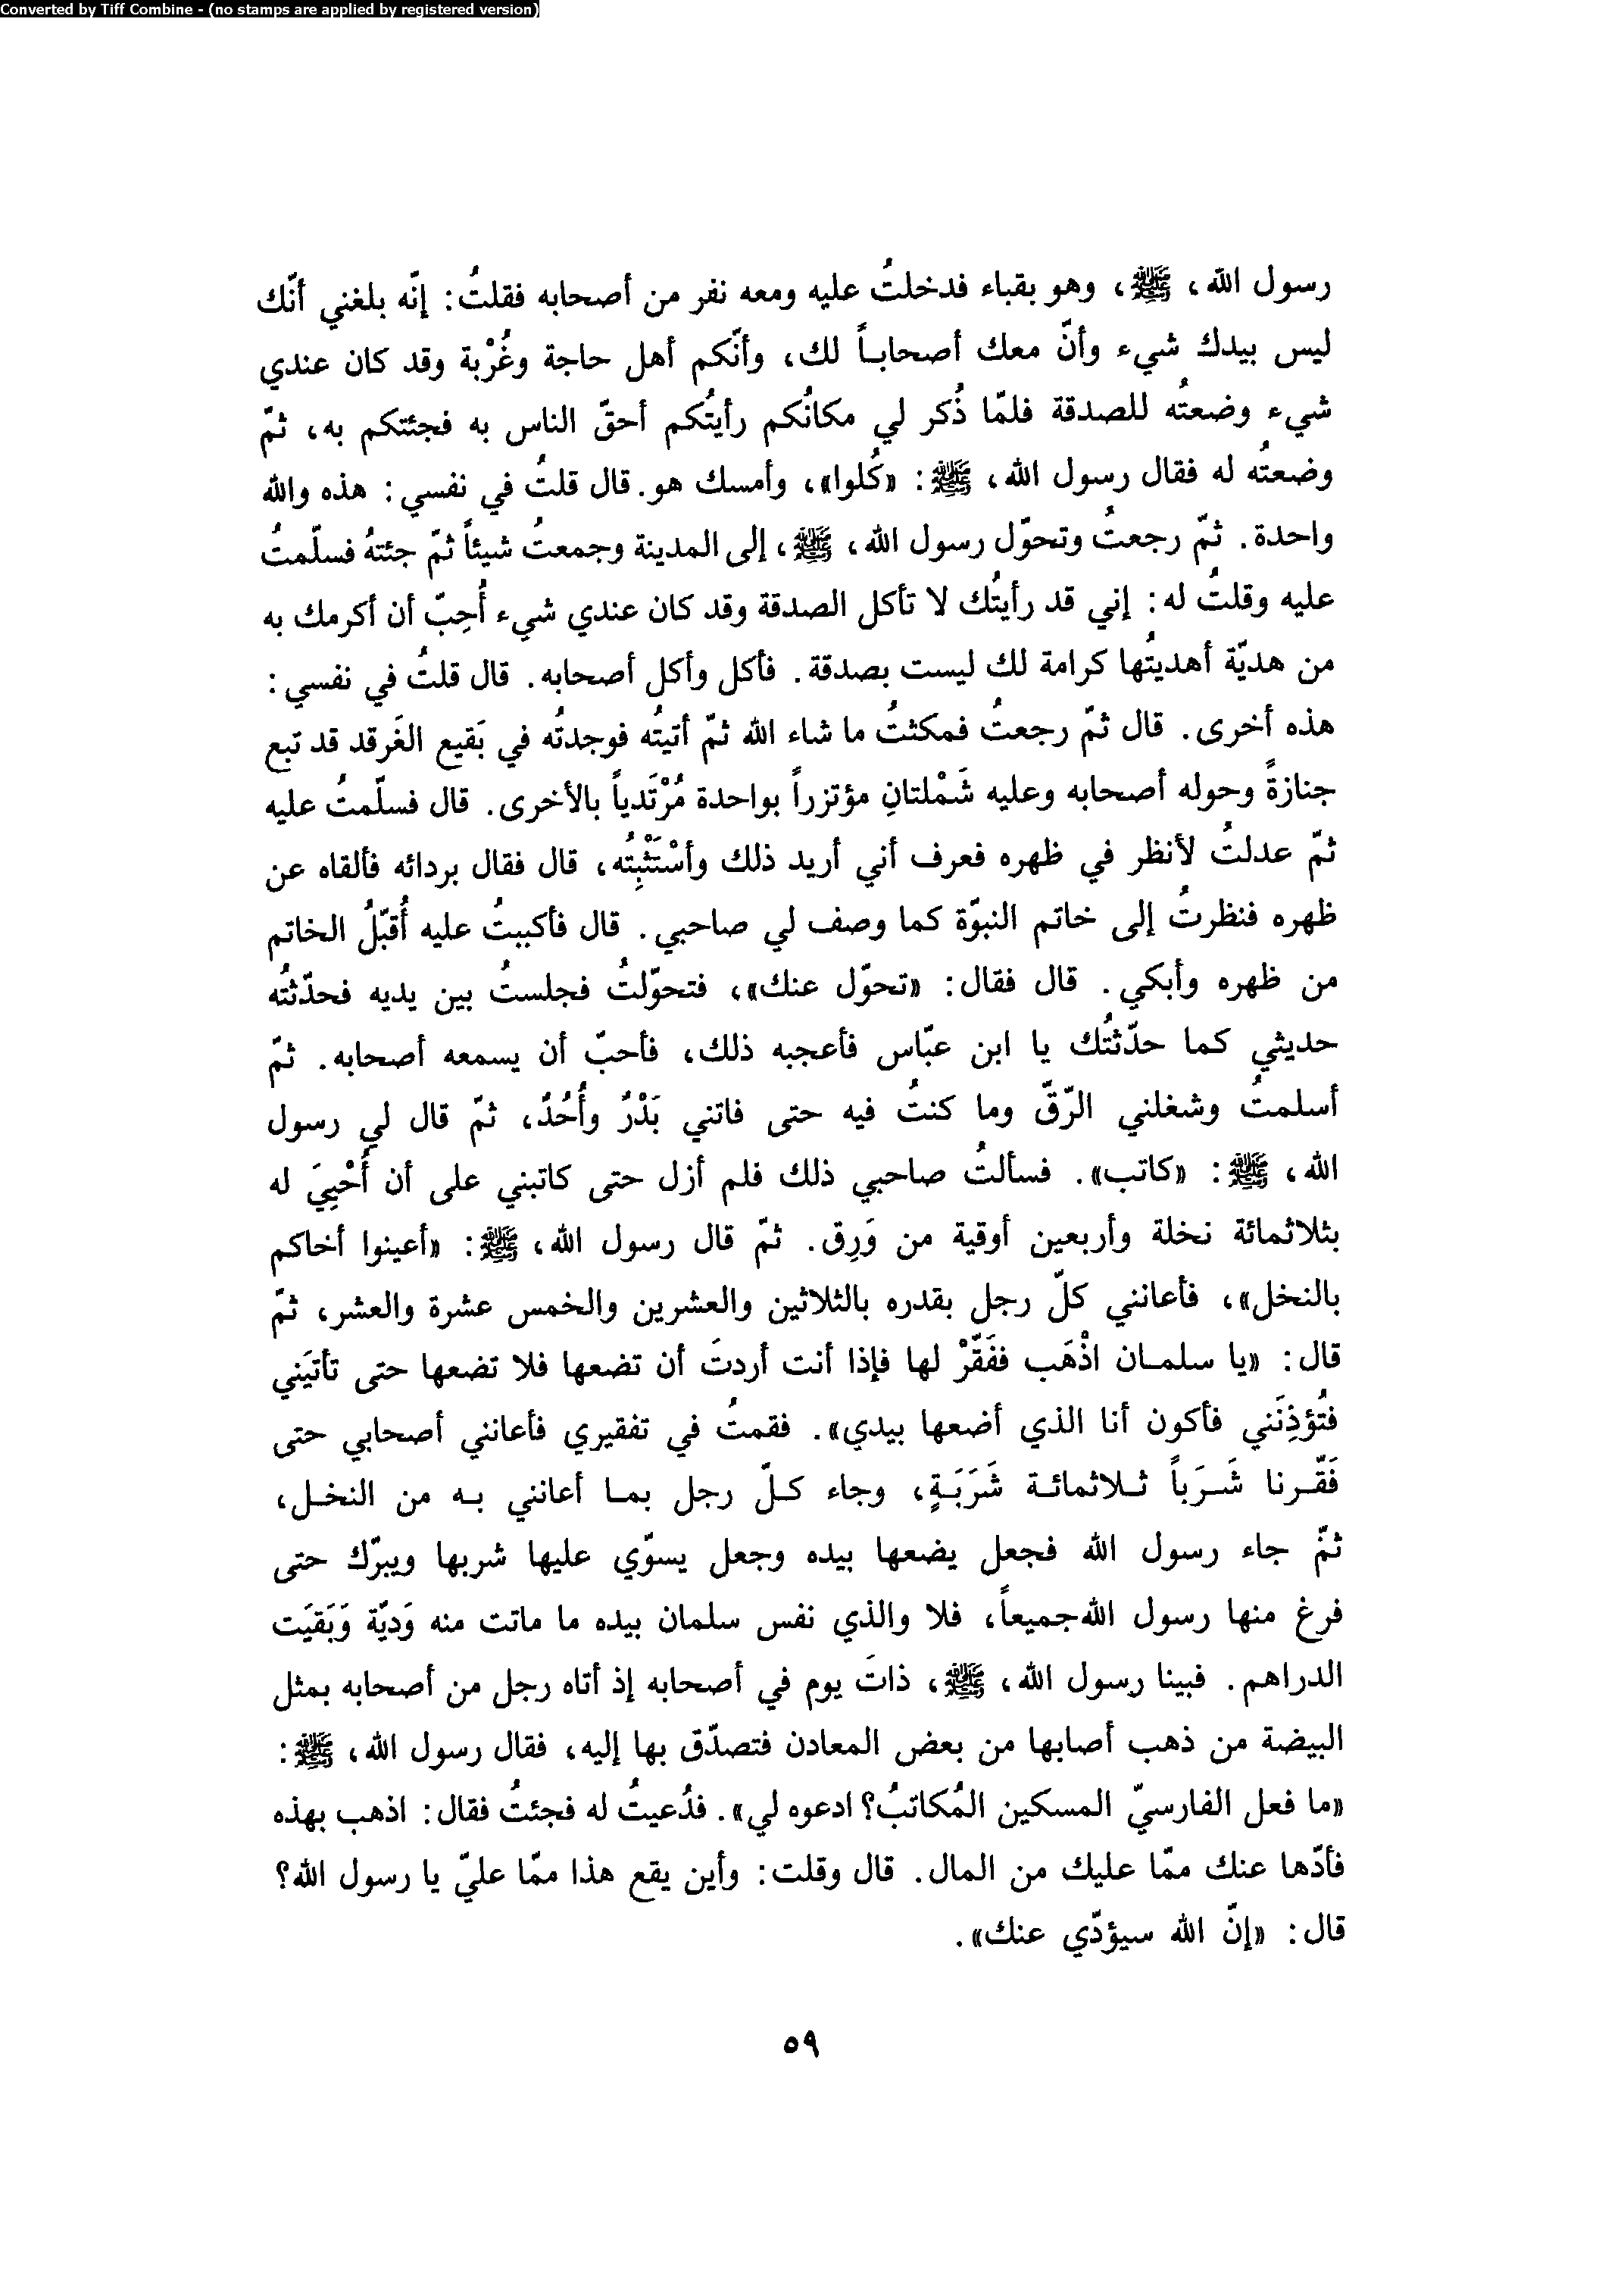 Converted by Tiff Combine - (no stamps are applied by registered version)
رسول الله، ﷺ، وهو بقباء فدخلتُ عليه ومعه نفر من أصحابه فقلتُ: إنّه بلغني أنّك
ليس بيدك شيء وأنّ معك أصحاباً لك، وأنّكم أهل حاجة وغُرْبة وقد كان عندي
شيء وضعتُه للصدقة فلمّا ذُكر لي مكانُكم رأيتُكم أحقّ الناس به فجئتكم به، ثمّ
وضعتُه له فقال رسول الله، ﷺ: «كُلوا»، وأمسك هو. قال قلتُ في نفسي: هذه والله
واحدة. ثمّ رجعتُ وتحوّل رسول الله، ﷺ، إلى المدينة وجمعتُ شيئاً ثمّ جئتهُ فسلّمتُ
عليه وقلتُ له: إني قد رأيتُك لا تأكل الصدقة وقد كان عندي شيء أُحِبّ أن أكرمك به
من هديّة أهديتُها كرامة لك ليست بصدقة. فأكل وأكل أصحابه. قال قلتُ في نفسي:
هذه أخرى. قال ثمّ رجعتُ فمكثتُ ما شاء الله ثمّ أتيتُه فوجدتُه في بَقيع الغَرقد قد تبع
جنازةً وحوله أصحابه وعليه شَمْلتانِ مؤتزراً بواحدة مُرْتَدياً بالأخرى. قال فسلّمتُ عليه
ثمّ عدلتُ لأنظر في ظهره فعرف أني أريد ذلك وأسْتَثْبِتُه، قال فقال بردائه فألقاه عن
ظهره فنظرتُ إلى خاتم النبوّة كما وصف لي صاحبي. قال فأكببتُ عليه أُقبّلُ الخاتم
من ظهره وأبكي. قال فقال: «تحوّل عنك»، فتحوّلتُ فجلستُ بين يديه فحدّثتُه
حديثي كما حدّثتُك يا ابن عبّاس فأعجبه ذلك، فأحبّ أن يسمعه أصحابه. ثمّ
أسلمتُ وشغلني الرّقّ وما كنتُ فيه حتى فاتني بَدْرٌ وأُحُدٌ، ثمّ قال لي رسول
الله، ﷺ: «كاتب». فسألتُ صاحبي ذلك فلم أزل حتى كاتبني على أن أُحْيِيَ له
بثلاثمائة نخلة وأربعين أوقية من وَرِق. ثمّ قال رسول الله، ﷺ: «أعينوا أخاكم
بالنخل»، فأعانني كلّ رجل بقدره بالثلاثين والعشرين والخمس عشرة والعشر، ثمّ
قال: «يا سلمان اذْهَب ففَقّرْ لها فإذا أنت أردتَ أن تضعها فلا تضعها حتى تأتيَني
فتُؤذِنَني فأكون أنا الذي أضعها بيدي». فقمتُ في تفقيري فأعانني أصحابي حتى
فَقّرنا شَرَباً ثلاثمائة شَرَبَةٍ، وجاء كلّ رجل بما أعانني به من النخل،
ثمّ جاء رسول الله فجعل يضعها بيده وجعل يسوّي عليها شربها ويبرّك حتى
فرغ منها رسول الله جميعاً، فلا والذي نفس سلمان بيده ما ماتت منه وَديّة وَبَقيَت
الدراهم. فبينا رسول الله، ﷺ، ذاتَ يوم في أصحابه إذ أتاه رجل من أصحابه بمثل
البيضة من ذهب أصابها من بعض المعادن فتصدّق بها إليه، فقال رسول الله، ﷺ:
«ما فعل الفارسيّ المسكين المُكاتبُ؟ ادعوه لي». فدُعيتُ له فجئتُ فقال: اذهب بهذه
فأدّها عنك ممّا عليك من المال. قال وقلت: وأين يقع هذا ممّا عليّ يا رسول الله؟
قال: «إنّ الله سيؤدّي عنك».
٥٩